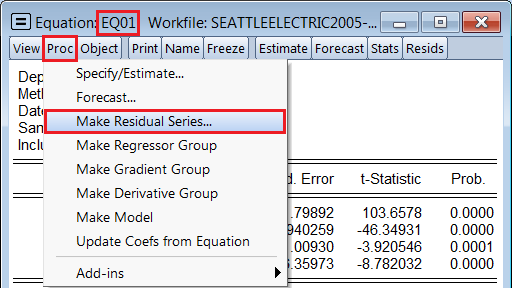 Equation: EQ01 Workfile: SEATTLEELECTRIC2005-...
View Proc Object Print Name Freeze Estimate Forecast Stats Resids
Dep
Meth
Date
Sam
Inclu
Specify/Estimate...
Forecast...
Make Residual Series...
Make Regressor Group
Make Gradient Group
Make Derivative Group
Make Model
Update Coefs from Equation
Add-ins
d. Error t-Statistic Prob.
.79892 103.6578 0.0000
940259 -46.34931 0.0000
.00930 -3.920546 0.0001
.35973 -8.782032 0.0000